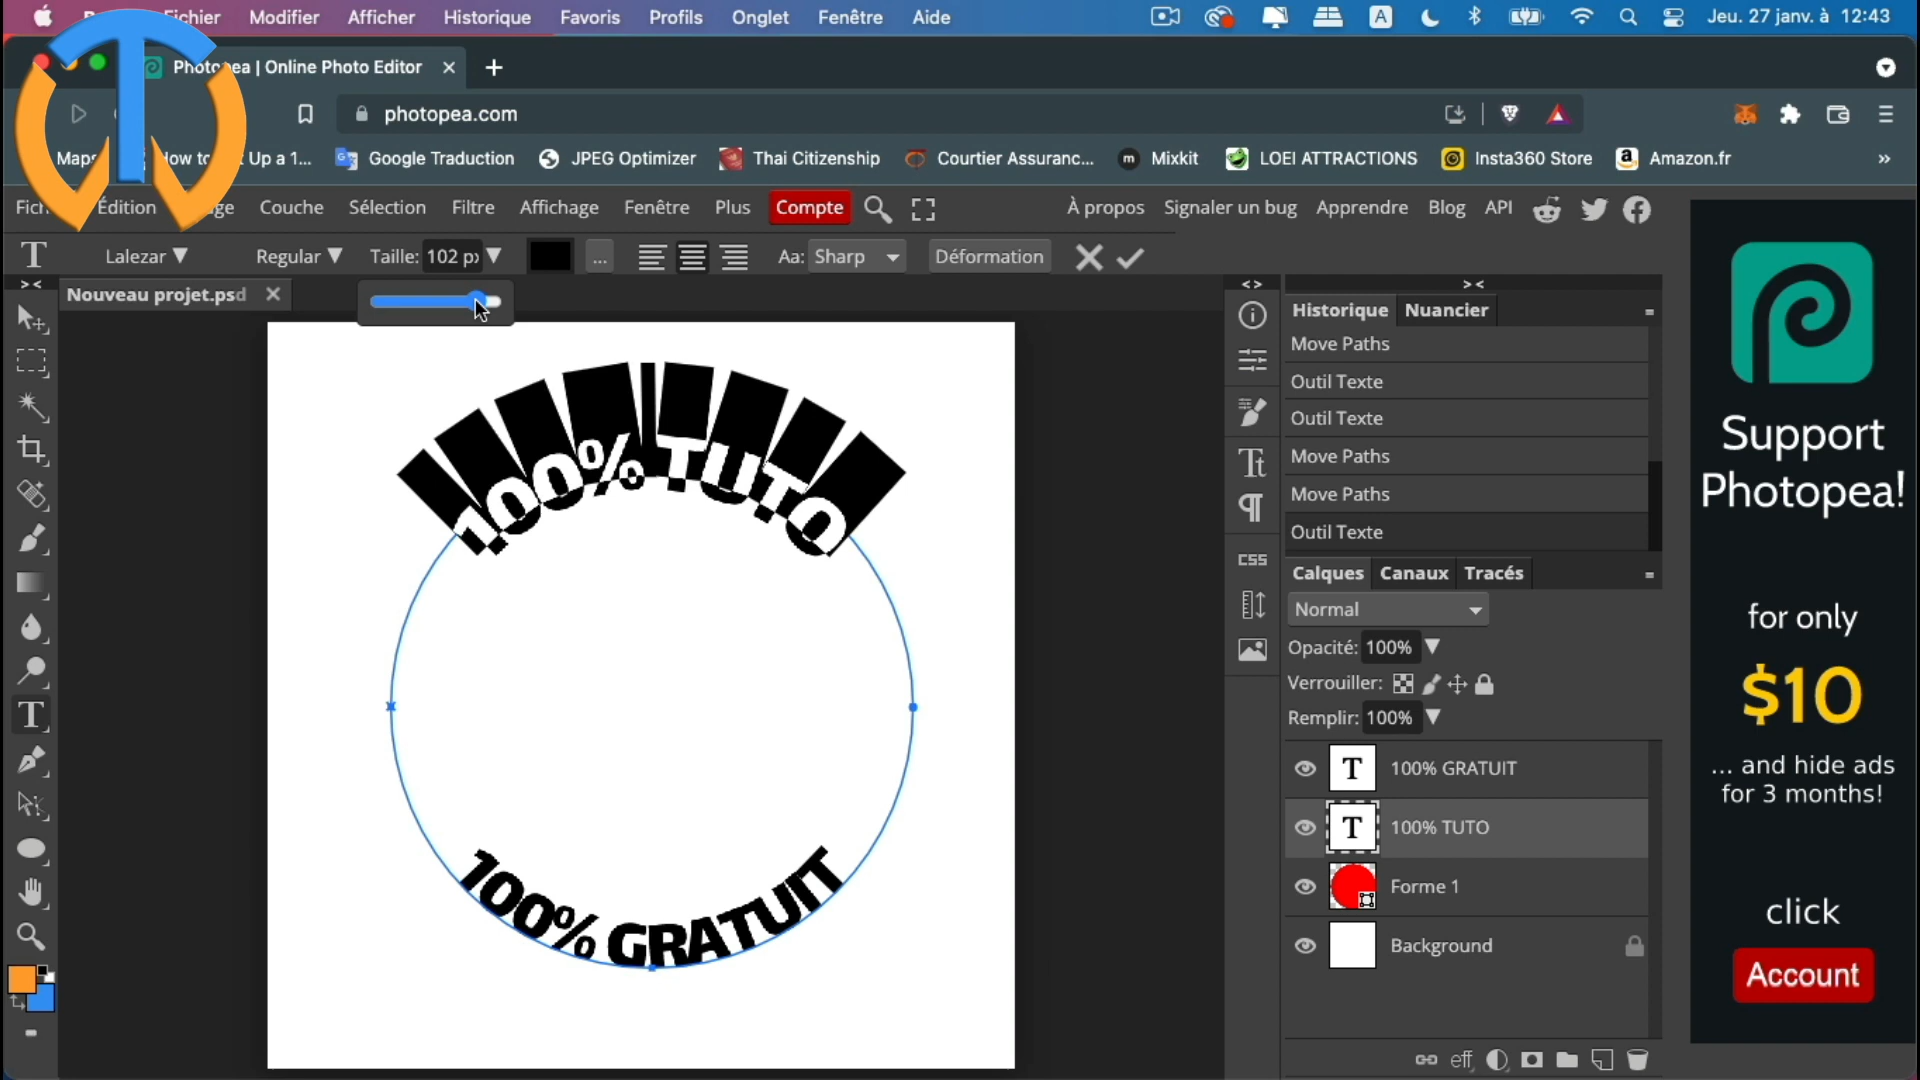 Fichier Modifier Afficher Historique Favoris Profils Onglet Fenêtre Aide A Jeu. 27 janv. à 12:43
Photopea | Online Photo Editor
photopea.com
Maps Google Traduction JPEG Optimizer Thai Citizenship Courtier Assuranc... m Mixkit LOEI ATTRACTIONS Insta360 Store Amazon.fr »
Édition Couche Sélection Filtre Affichage Fenêtre Plus Compte À propos Signaler un bug Apprendre Blog API
T Lalezar Regular Taille: 102 p ... Aa: Sharp Déformation
Nouveau projet.psd
Historique Nuancier
Move Paths
Outil Texte
Outil Texte
Move Paths
Move Paths
Outil Texte
CSS
Calques Canaux Tracés
Normal
Opacité: 100%
Verrouiller:
Remplir: 100%
T 100% GRATUIT
T 100% TUTO
Forme 1
Background
eff
100% TUTO
100% GRATUIT
Support
Photopea!
for only
$10
... and hide ads
for 3 months!
click
Account